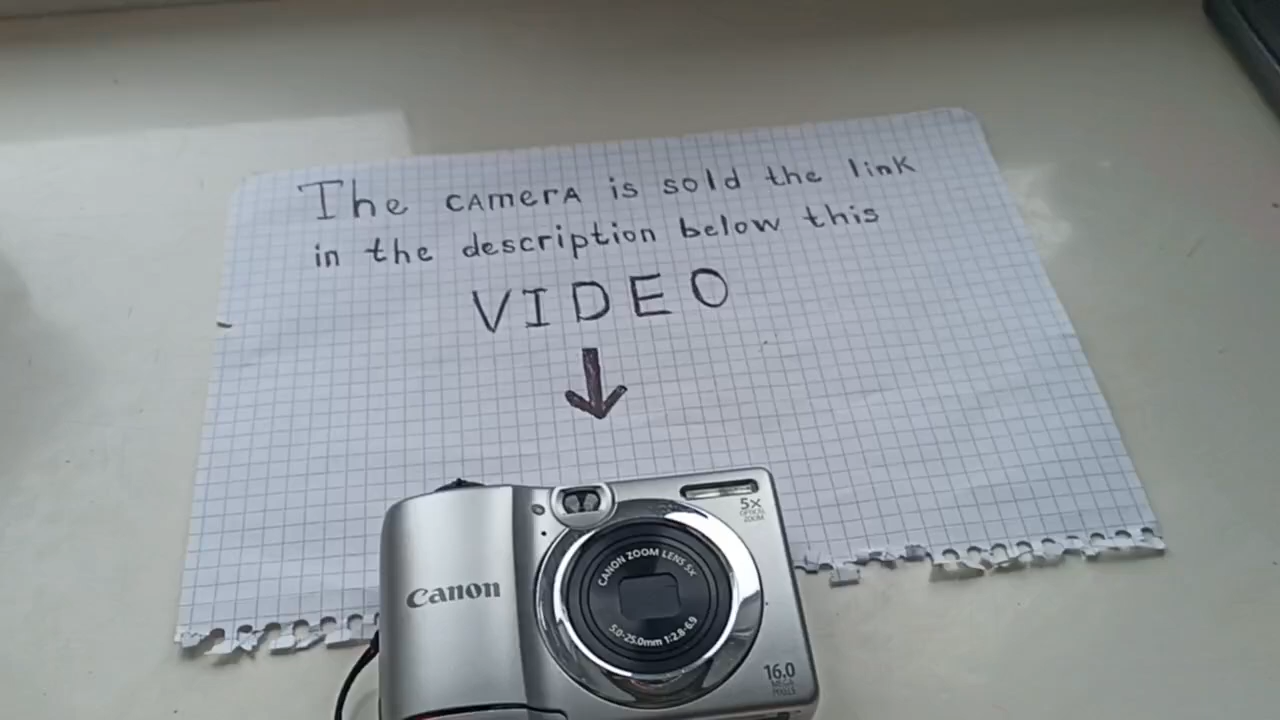 The camera is sold the link
in the description below this
VIDEO
5x
OPTICAL
ZOOM
CANON ZOOM LENS 5x
Canon
5.0-25.0mm 1:2.8-6.9
16.0
MEGA
PIXELS